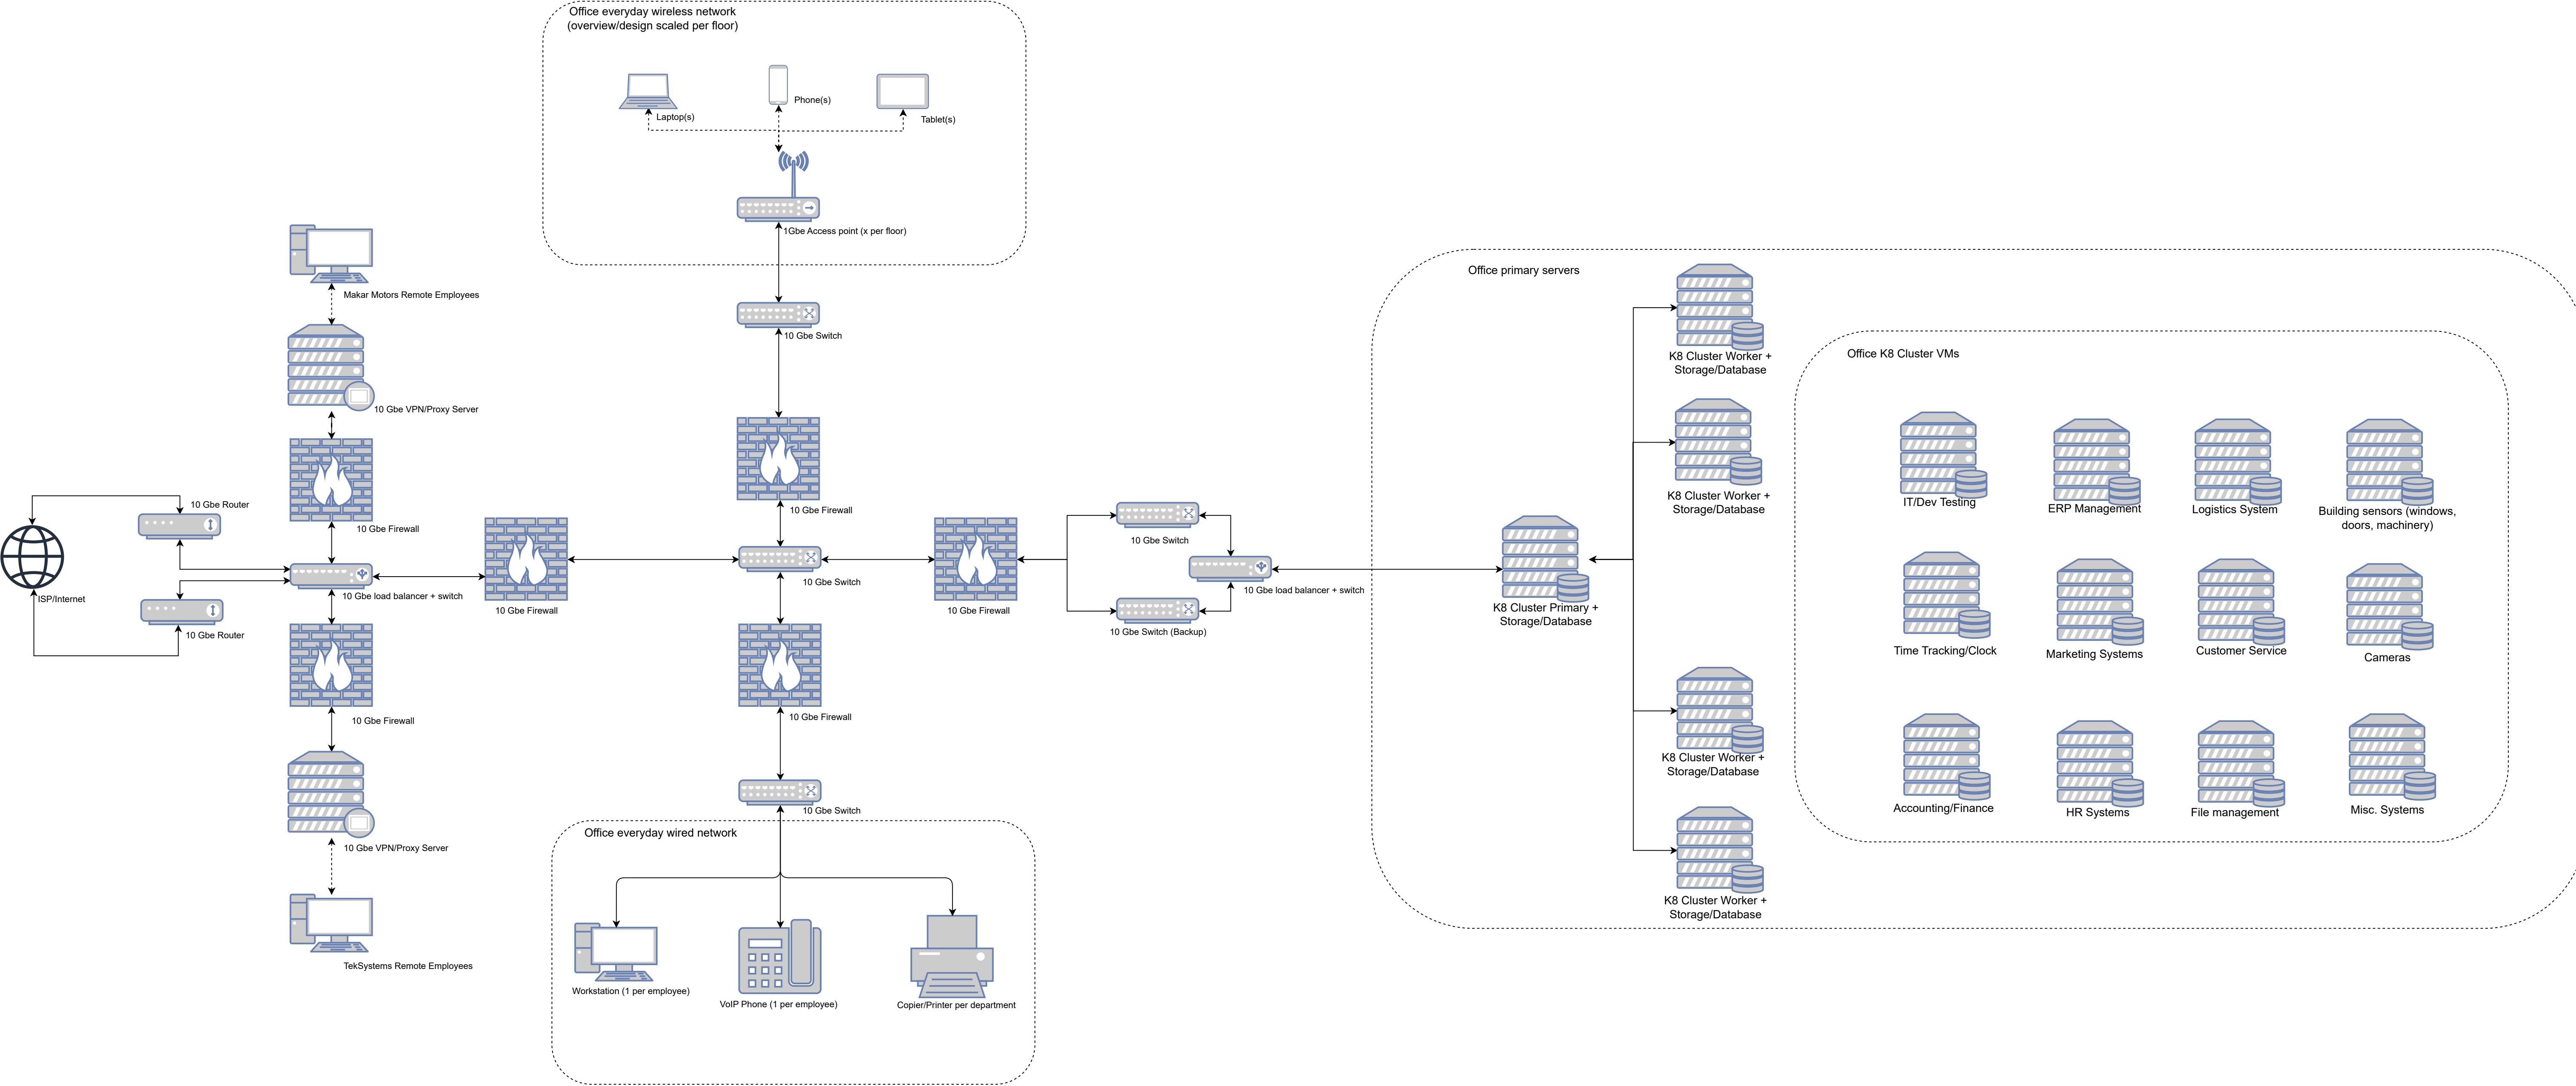 Office everyday wireless network
(overview/design scaled per floor)
Laptop(s)
Phone(s)
Tablet(s)
1Gbe Access point (x per floor)
10 Gbe Switch
10 Gbe Firewall
10 Gbe Switch
10 Gbe Firewall
10 Gbe Switch
Makar Motors Remote Employees
10 Gbe VPN/Proxy Server
10 Gbe Firewall
10 Gbe Router
ISP/Internet
10 Gbe load balancer + switch
10 Gbe Router
10 Gbe Firewall
10 Gbe VPN/Proxy Server
TekSystems Remote Employees
10 Gbe Firewall
10 Gbe Firewall
10 Gbe Switch
10 Gbe load balancer + switch
10 Gbe Switch (Backup)
Office everyday wired network
Workstation (1 per employee)
VoIP Phone (1 per employee)
Copier/Printer per department
Office primary servers
K8 Cluster Primary +
Storage/Database
K8 Cluster Worker +
Storage/Database
K8 Cluster Worker +
Storage/Database
K8 Cluster Worker +
Storage/Database
K8 Cluster Worker +
Storage/Database
Office K8 Cluster VMs
IT/Dev Testing
ERP Management
Logistics System
Building sensors (windows,
doors, machinery)
Time Tracking/Clock
Marketing Systems
Customer Service
Cameras
Accounting/Finance
HR Systems
File management
Misc. Systems